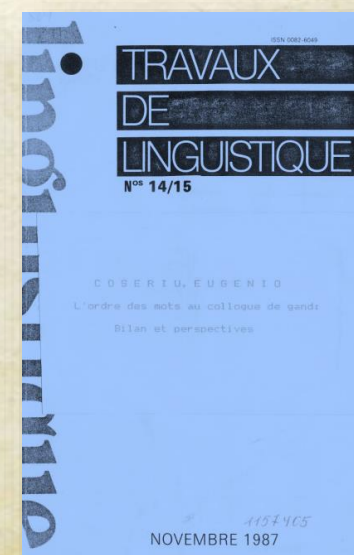 ISSN 0082-6049
TRAVAUX
DE
LINGUISTIQUE
Nos 14/15
COSERIU, EUGENIO
L'ordre des mots au colloque de gand:
Bilan et perspectives
1157405
NOVEMBRE 1987